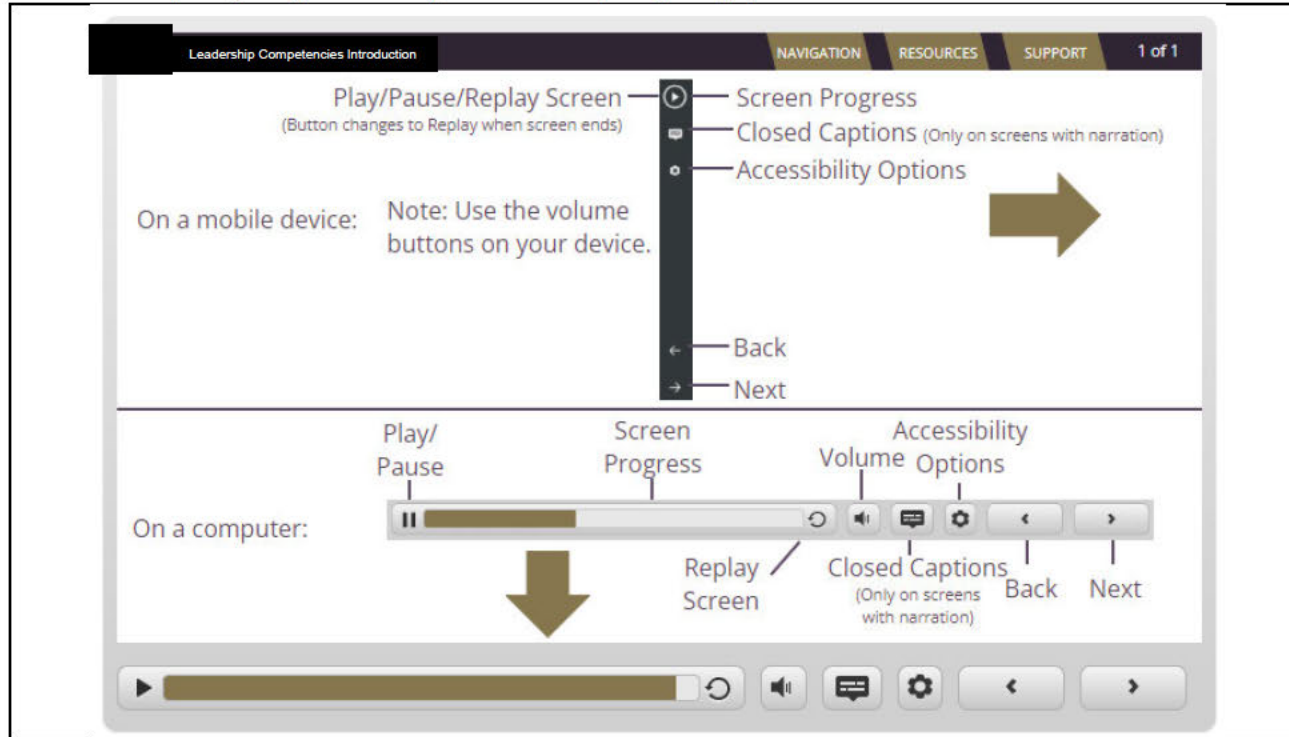 Leadership Competencies Introduction
NAVIGATION
RESOURCES
SUPPORT
1 of 1
Play/Pause/Replay Screen
(Button changes to Replay when screen ends)
Screen Progress
Closed Captions (Only on screens with narration)
Accessibility Options
On a mobile device:
Note: Use the volume
buttons on your device.
Back
Next
On a computer:
Play/
Pause
Screen
Progress
Volume
Accessibility
Options
Replay
Screen
Closed Captions
(Only on screens
with narration)
Back
Next